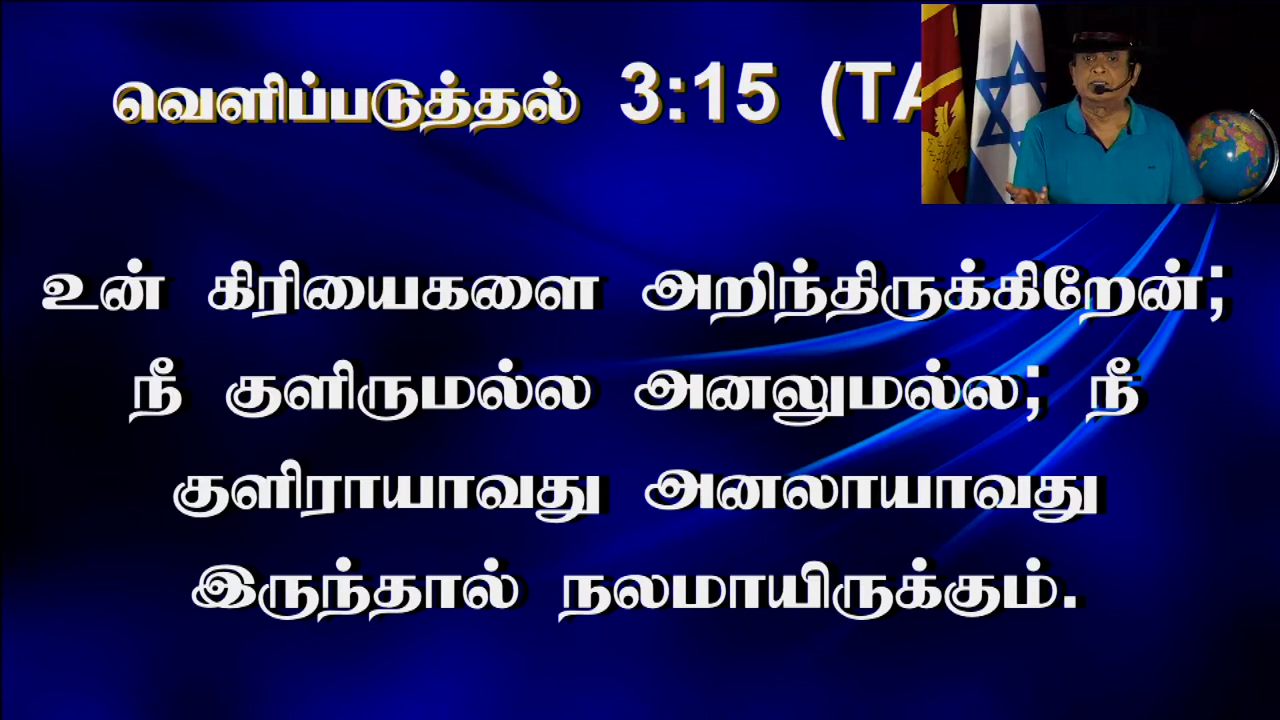 வெளிப்படுத்தல் 3:15 (TA
உன் கிரியைகளை அறிந்திருக்கிறேன்;
நீ குளிருமல்ல அனலுமல்ல; நீ
குளிராயாவது அனலாயாவது
இருந்தால் நலமாயிருக்கும்.